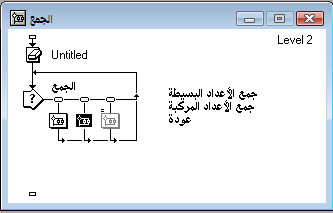 الجمع
Level 2
Untitled
الجمع
جمع الأعداد البسيطة
جمع الأعداد المركبة
عودة
?
=